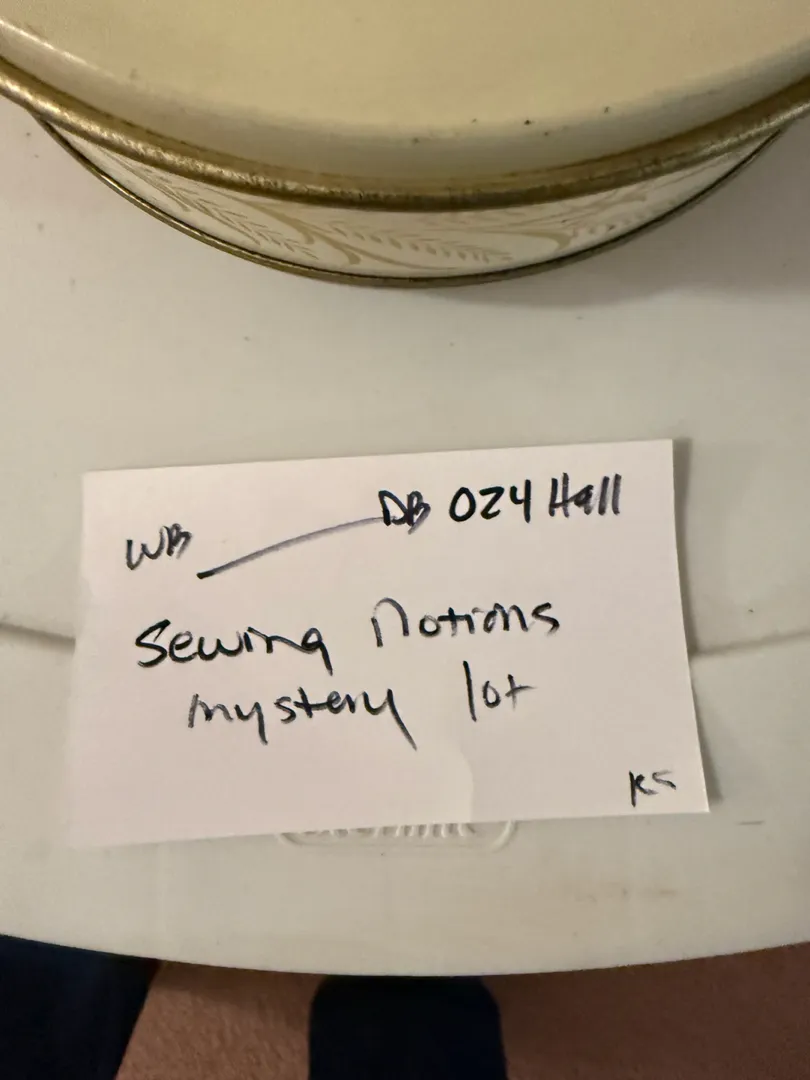 WB DB 024 Hall
Sewing Notions
mystery lot
KS